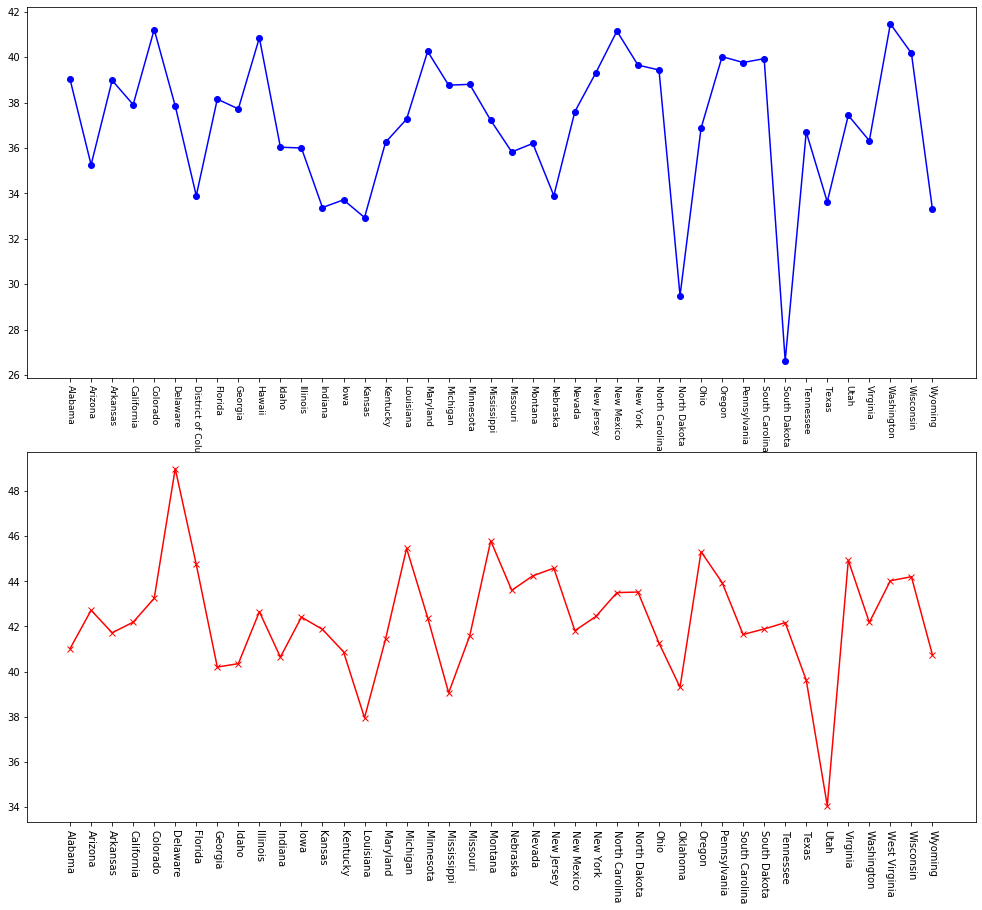 42
40
38
36
34
32
30
28
26
Alabama
Arizona
Arkansas
California
Colorado
Delaware
District of Colu
Florida
Georgia
Hawaii
Idaho
Illinois
Indiana
Iowa
Kansas
Kentucky
Louisiana
Maryland
Michigan
Minnesota
Mississippi
Missouri
Montana
Nebraska
Nevada
New Jersey
New Mexico
New York
North Carolina
North Dakota
Ohio
Oregon
Pennsylvania
South Carolina
South Dakota
Tennessee
Texas
Utah
Virginia
Washington
Wisconsin
Wyoming
48
46
44
42
40
38
36
34
Alabama
Arizona
Arkansas
California
Colorado
Delaware
Florida
Georgia
Idaho
Illinois
Indiana
Iowa
Kansas
Kentucky
Louisiana
Maryland
Michigan
Minnesota
Mississippi
Missouri
Montana
Nebraska
Nevada
New Jersey
New Mexico
New York
North Carolina
North Dakota
Ohio
Oklahoma
Oregon
Pennsylvania
South Carolina
South Dakota
Tennessee
Texas
Utah
Virginia
Washington
West Virginia
Wisconsin
Wyoming